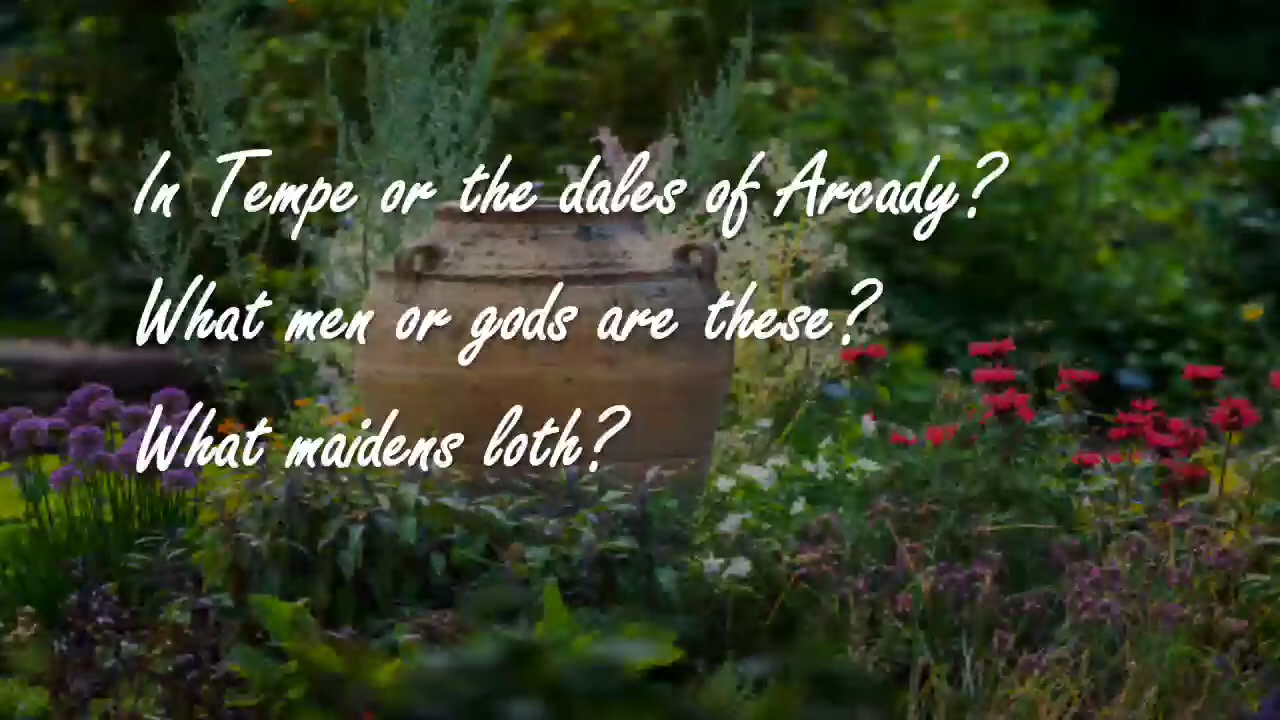 In Tempe or the dales of Arcady?
What men or gods are these?
What maidens loth?